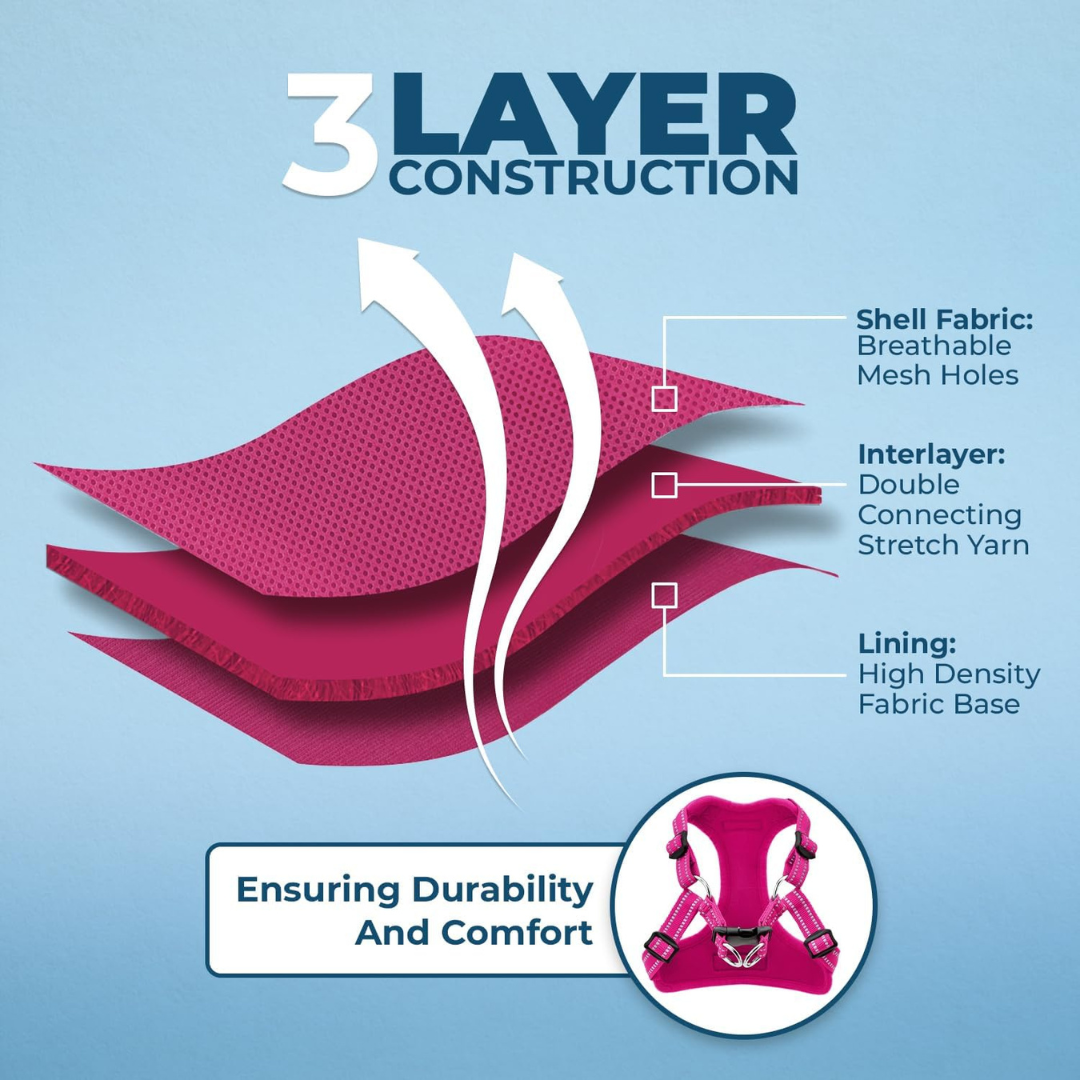 3 LAYER
CONSTRUCTION
Shell Fabric:
Breathable
Mesh Holes
Interlayer:
Double
Connecting
Stretch Yarn
Lining:
High Density
Fabric Base
Ensuring Durability
And Comfort